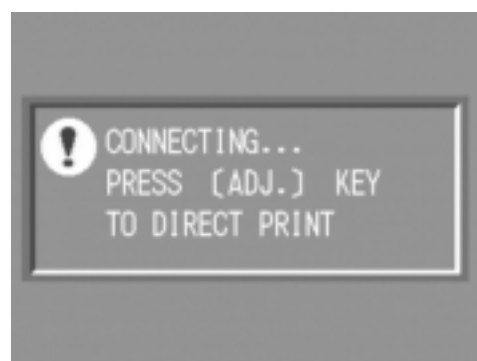 CONNECTING...
PRESS [ADJ.] KEY
TO DIRECT PRINT